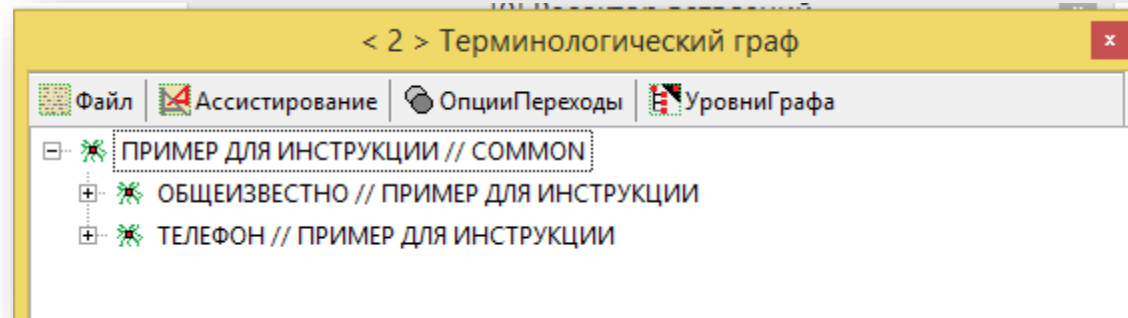 < 2 > Терминологический граф
Файл Ассистирование ОпцииПереходы УровниГрафа
ПРИМЕР ДЛЯ ИНСТРУКЦИИ // COMMON
ОБЩЕИЗВЕСТНО // ПРИМЕР ДЛЯ ИНСТРУКЦИИ
ТЕЛЕФОН // ПРИМЕР ДЛЯ ИНСТРУКЦИИ